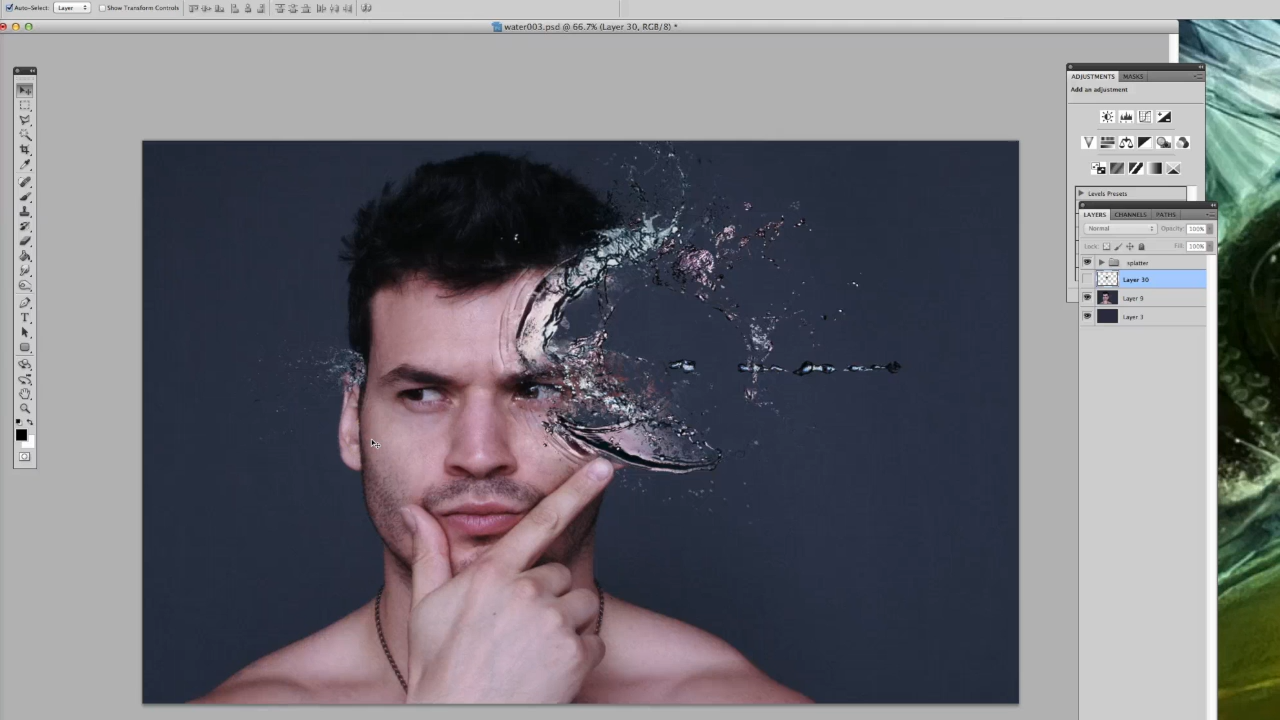 Auto-Select: Layer Show Transform Controls
water003.psd @ 66.7% (Layer 30, RGB/8) *
ADJUSTMENTS MASKS
Add an adjustment
Levels Presets
LAYERS CHANNELS PATHS
Normal Opacity: 100%
Lock: Fill: 100%
splatter
Layer 30
Layer 9
Layer 3